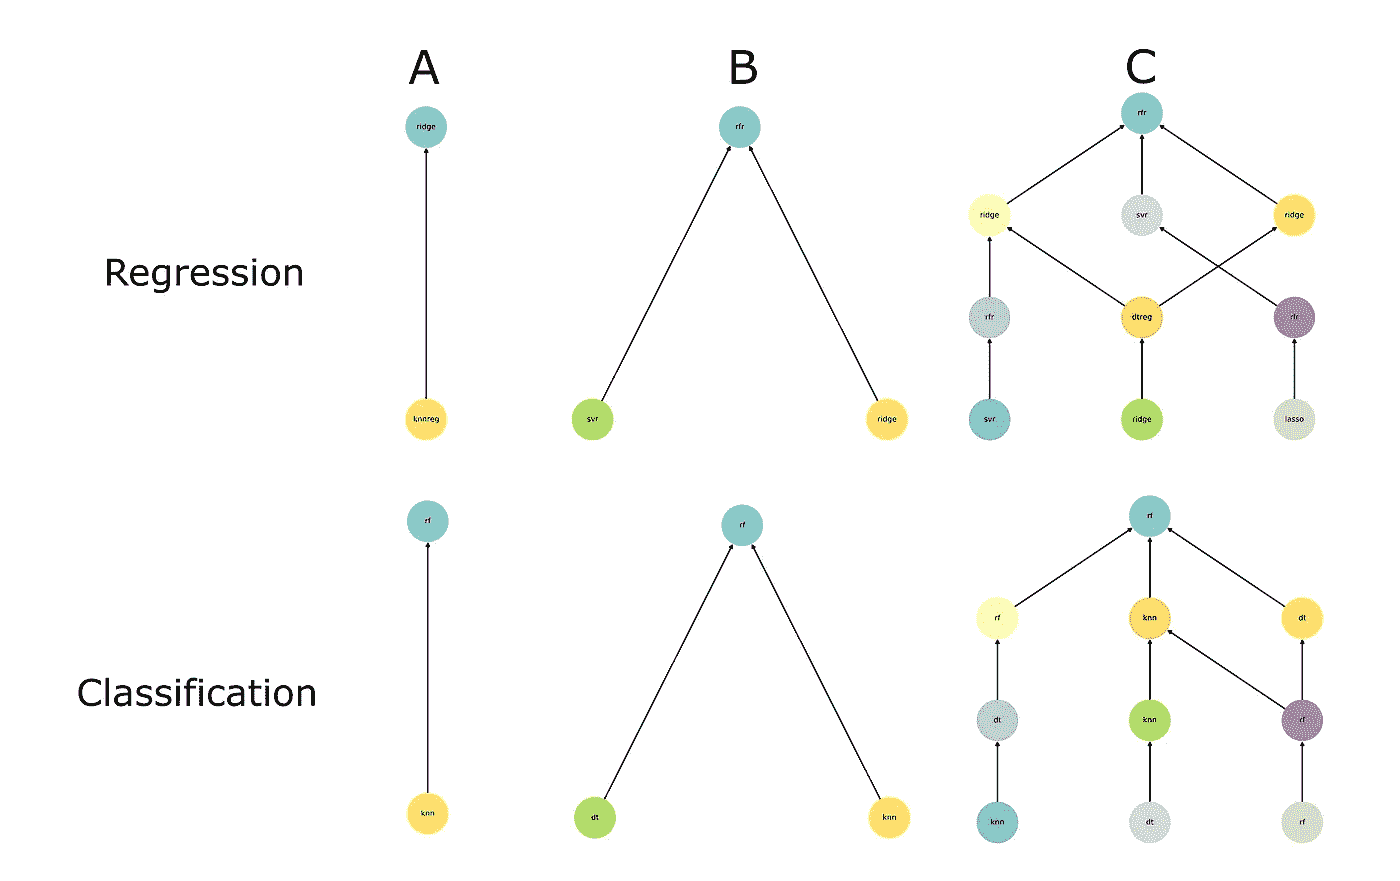 A B C
ridge rfr rfr
ridge svr ridge
Regression
rfr dtreg rfr
knnreg svr ridge svr ridge lasso
rf rf rf
rf knn dt
Classification
dt knn rf
knn dt knn knn dt rf